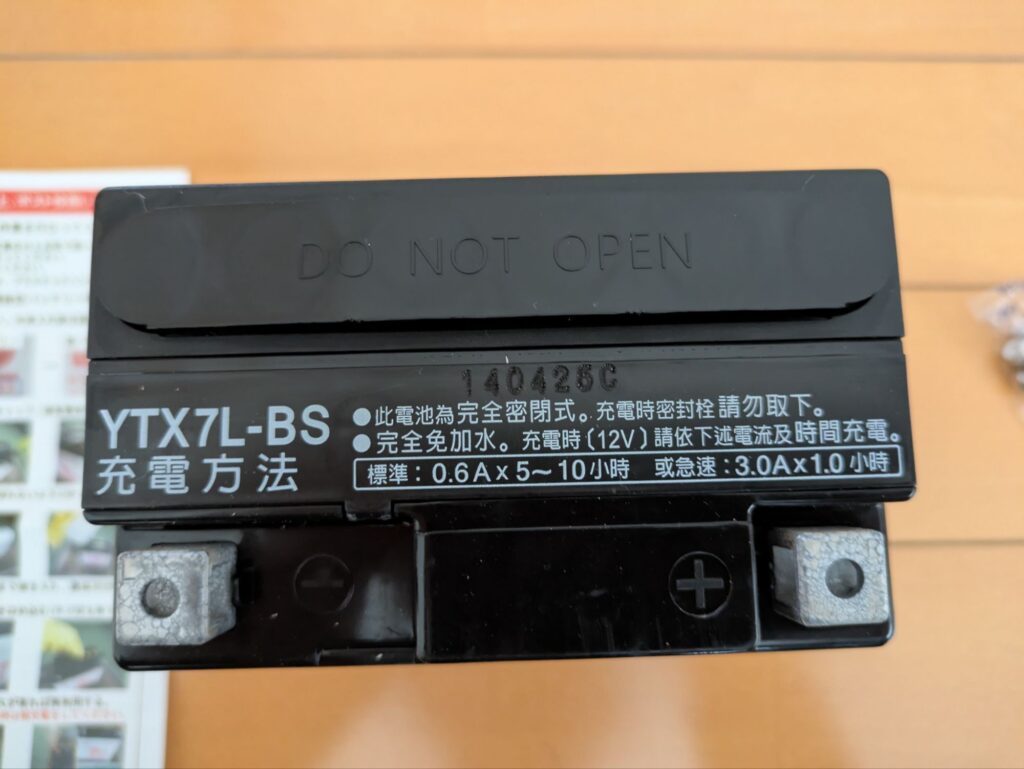 DO NOT OPEN
140425C
YTX7L-BS
充電方法
●此電池為完全密閉式。充電時密封栓請勿取下。
●完全免加水。充電時(12V)請依下述電流及時間充電。
標準：0.6A x 5～10小時 或急速：3.0A x 1.0小時